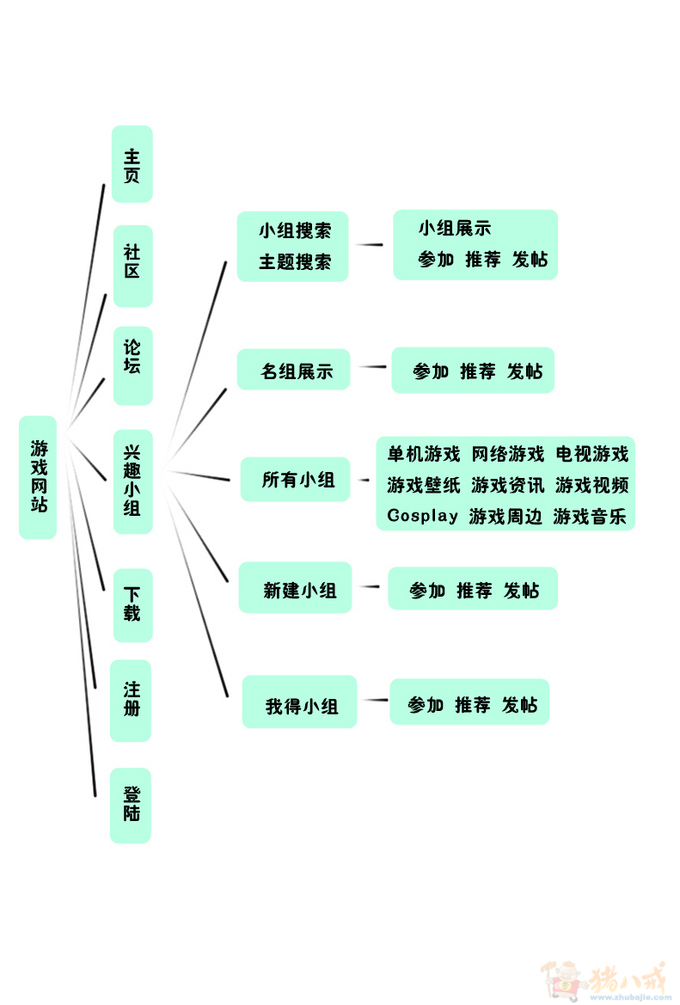 游戏网站
主页
社区
论坛
兴趣小组
下载
注册
登陆
小组搜索
主题搜索
小组展示
参加 推荐 发帖
名组展示
参加 推荐 发帖
所有小组
单机游戏 网络游戏 电视游戏
游戏壁纸 游戏资讯 游戏视频
Cosplay 游戏周边 游戏音乐
新建小组
参加 推荐 发帖
我得小组
参加 推荐 发帖
猪八戒
www.zhubajie.com